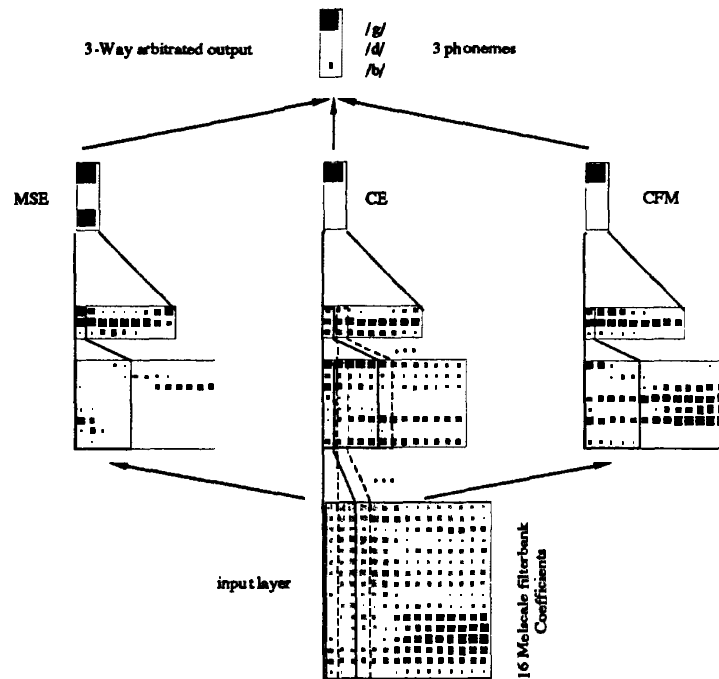 /g/
3-Way arbitrated output /d/ 3 phonemes
/b/
MSE CE CFM
input layer
16 Melscale filterbank
Coefficients